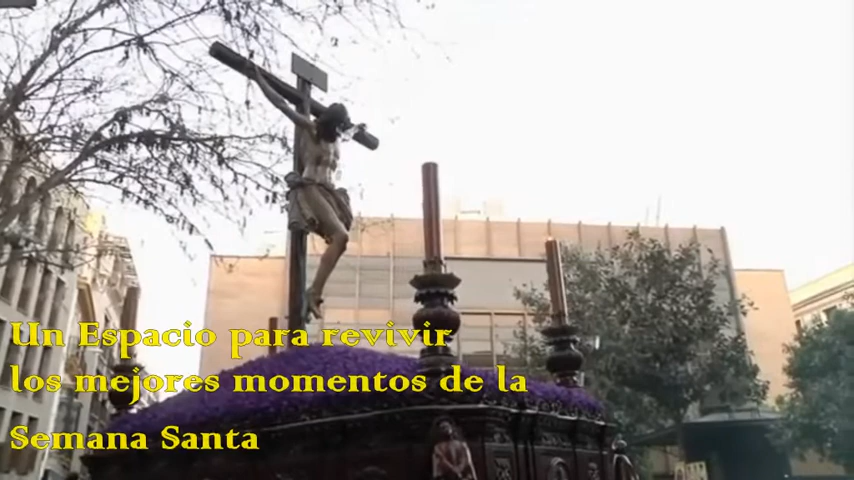 Un Espacio para revivir
los mejores momentos de la
Semana Santa